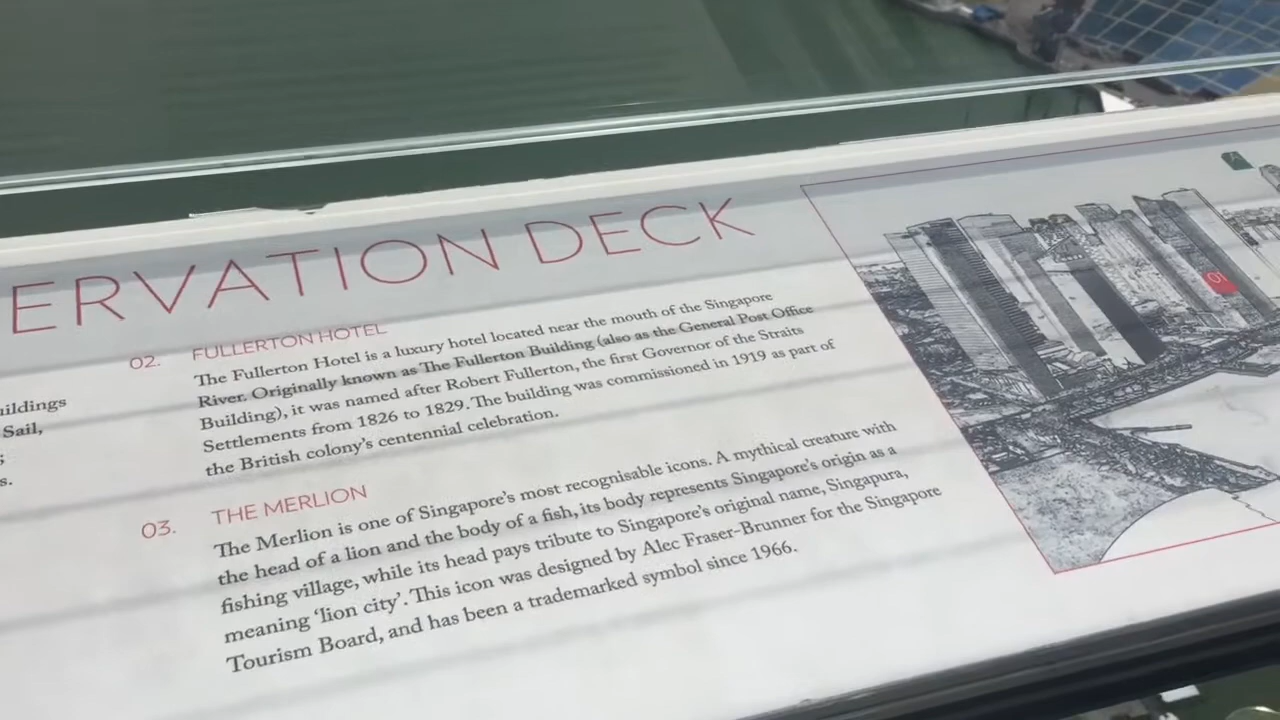 ERVATION DECK
uildings
Sail,
s.
02. FULLERTON HOTEL
The Fullerton Hotel is a luxury hotel located near the mouth of the Singapore
River. Originally known as The Fullerton Building (also as the General Post Office
Building), it was named after Robert Fullerton, the first Governor of the Straits
Settlements from 1826 to 1829. The building was commissioned in 1919 as part of
the British colony's centennial celebration.
03. THE MERLION
The Merlion is one of Singapore's most recognisable icons. A mythical creature with
the head of a lion and the body of a fish, its body represents Singapore's origin as a
fishing village, while its head pays tribute to Singapore's original name, Singapura,
meaning 'lion city'. This icon was designed by Alec Fraser-Brunner for the Singapore
Tourism Board, and has been a trademarked symbol since 1966.
01